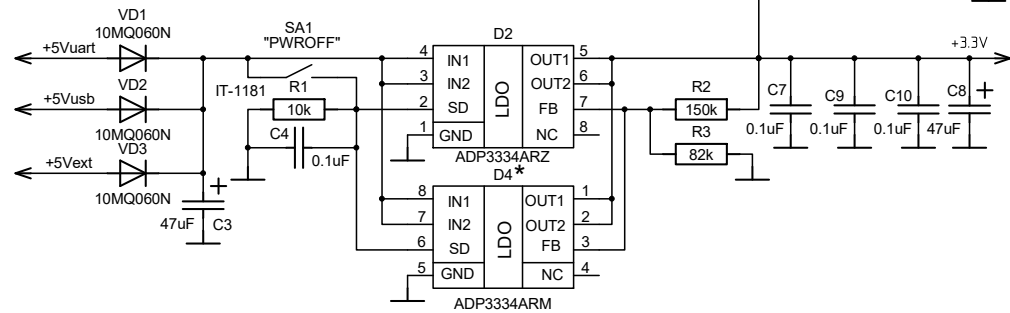 VD1
10MQ060N
+5Vuart
SA1
"PWROFF"
D2
+3.3V
4 IN1 OUT1 5
3 IN2 OUT2 6
2 SD LDO FB 7
1 GND NC 8
ADP3334ARZ
VD2
10MQ060N
+5Vusb
IT-1181
R1
10k
C4
0.1uF
R2
150k
R3
82k
C7
0.1uF
C9
0.1uF
C10
0.1uF
C8 +
47uF
VD3
10MQ060N
+5Vext
+
47uF C3
D4*
8 IN1 OUT1 1
7 IN2 OUT2 2
6 SD LDO FB 3
5 GND NC 4
ADP3334ARM